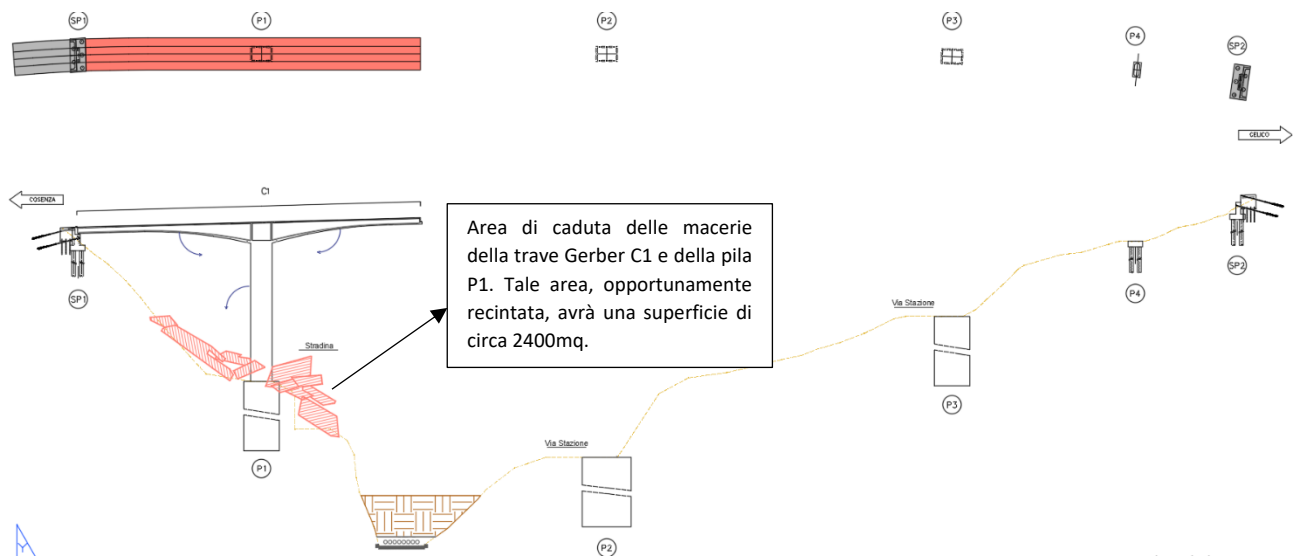 SP1
P1
P2
P3
P4
SP2
CELICO
COSENZA
C1
Area di caduta delle macerie
della trave Gerber C1 e della pila
P1. Tale area, opportunamente
recintata, avrà una superficie di
circa 2400mq.
SP1
SP2
P4
Via Stazione
Stradina
P3
Via Stazione
P1
P2